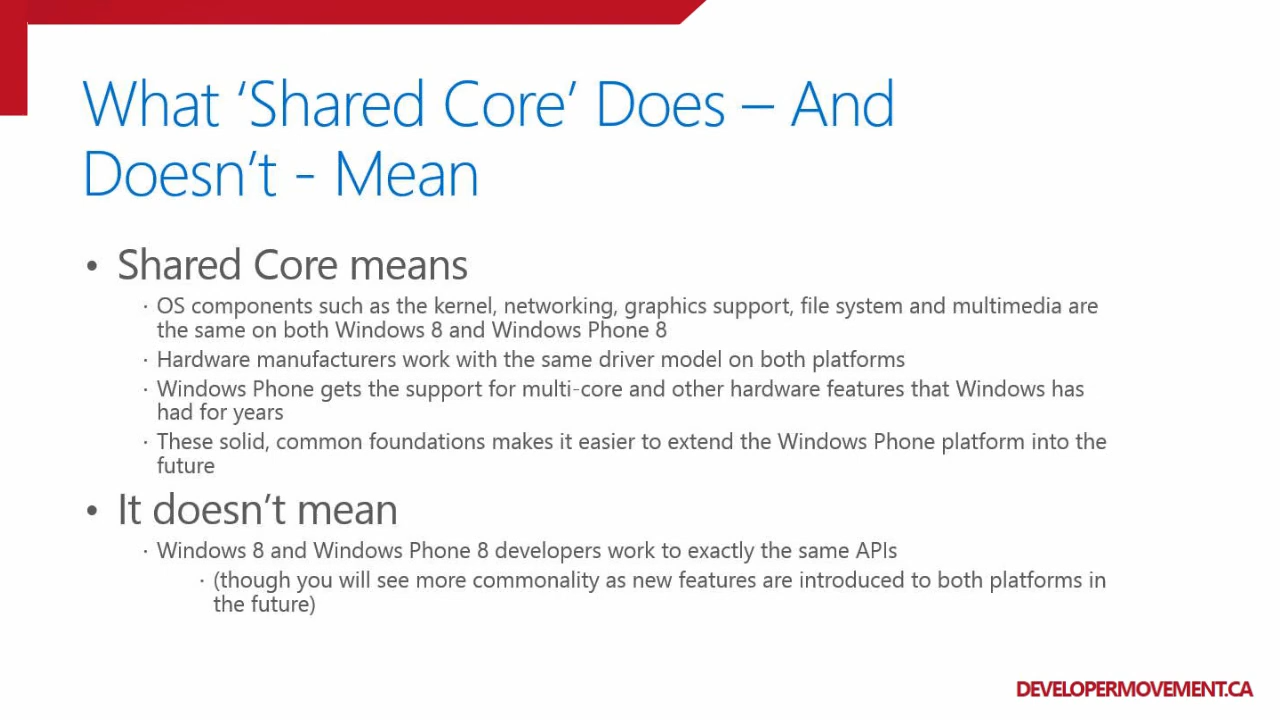 What ‘Shared Core’ Does – And
Doesn’t - Mean
• Shared Core means
· OS components such as the kernel, networking, graphics support, file system and multimedia are
the same on both Windows 8 and Windows Phone 8
· Hardware manufacturers work with the same driver model on both platforms
· Windows Phone gets the support for multi-core and other hardware features that Windows has
had for years
· These solid, common foundations makes it easier to extend the Windows Phone platform into the
future
• It doesn’t mean
· Windows 8 and Windows Phone 8 developers work to exactly the same APIs
· (though you will see more commonality as new features are introduced to both platforms in
the future)
DEVELOPERMOVEMENT.CA